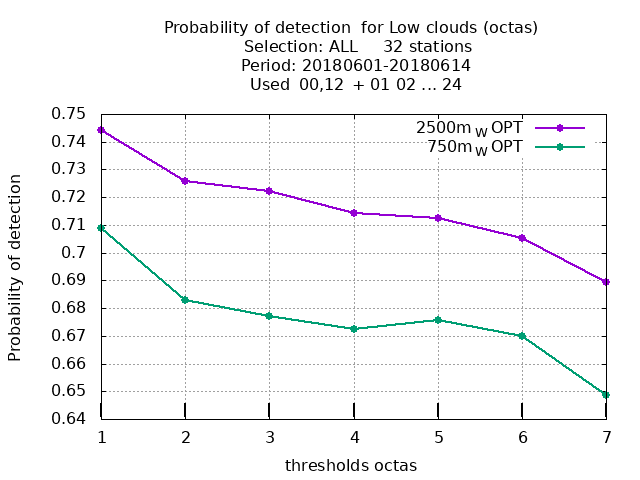 Probability of detection  for Low clouds (octas)
Selection: ALL     32 stations
Period: 20180601-20180614
Used  00,12  + 01 02 ... 24
2500m W OPT
750m W OPT
0.75
0.74
0.73
0.72
0.71
0.7
0.69
0.68
0.67
0.66
0.65
0.64
Probability of detection
1 2 3 4 5 6 7
thresholds octas